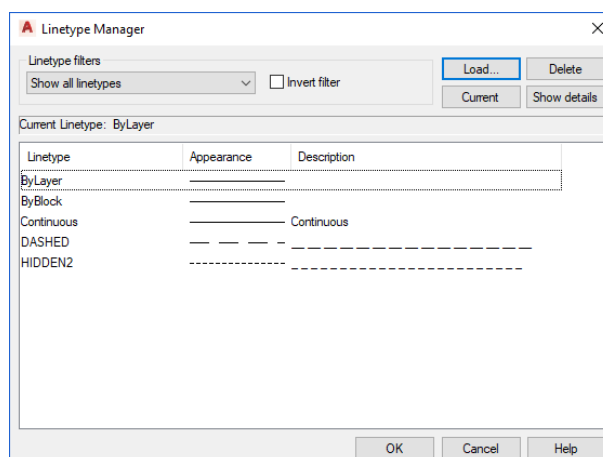 A Linetype Manager
Linetype filters
Show all linetypes
Invert filter
Load...
Delete
Current
Show details
Current Linetype: ByLayer
Linetype Appearance Description
ByLayer
ByBlock
Continuous Continuous
DASHED
HIDDEN2
OK Cancel Help